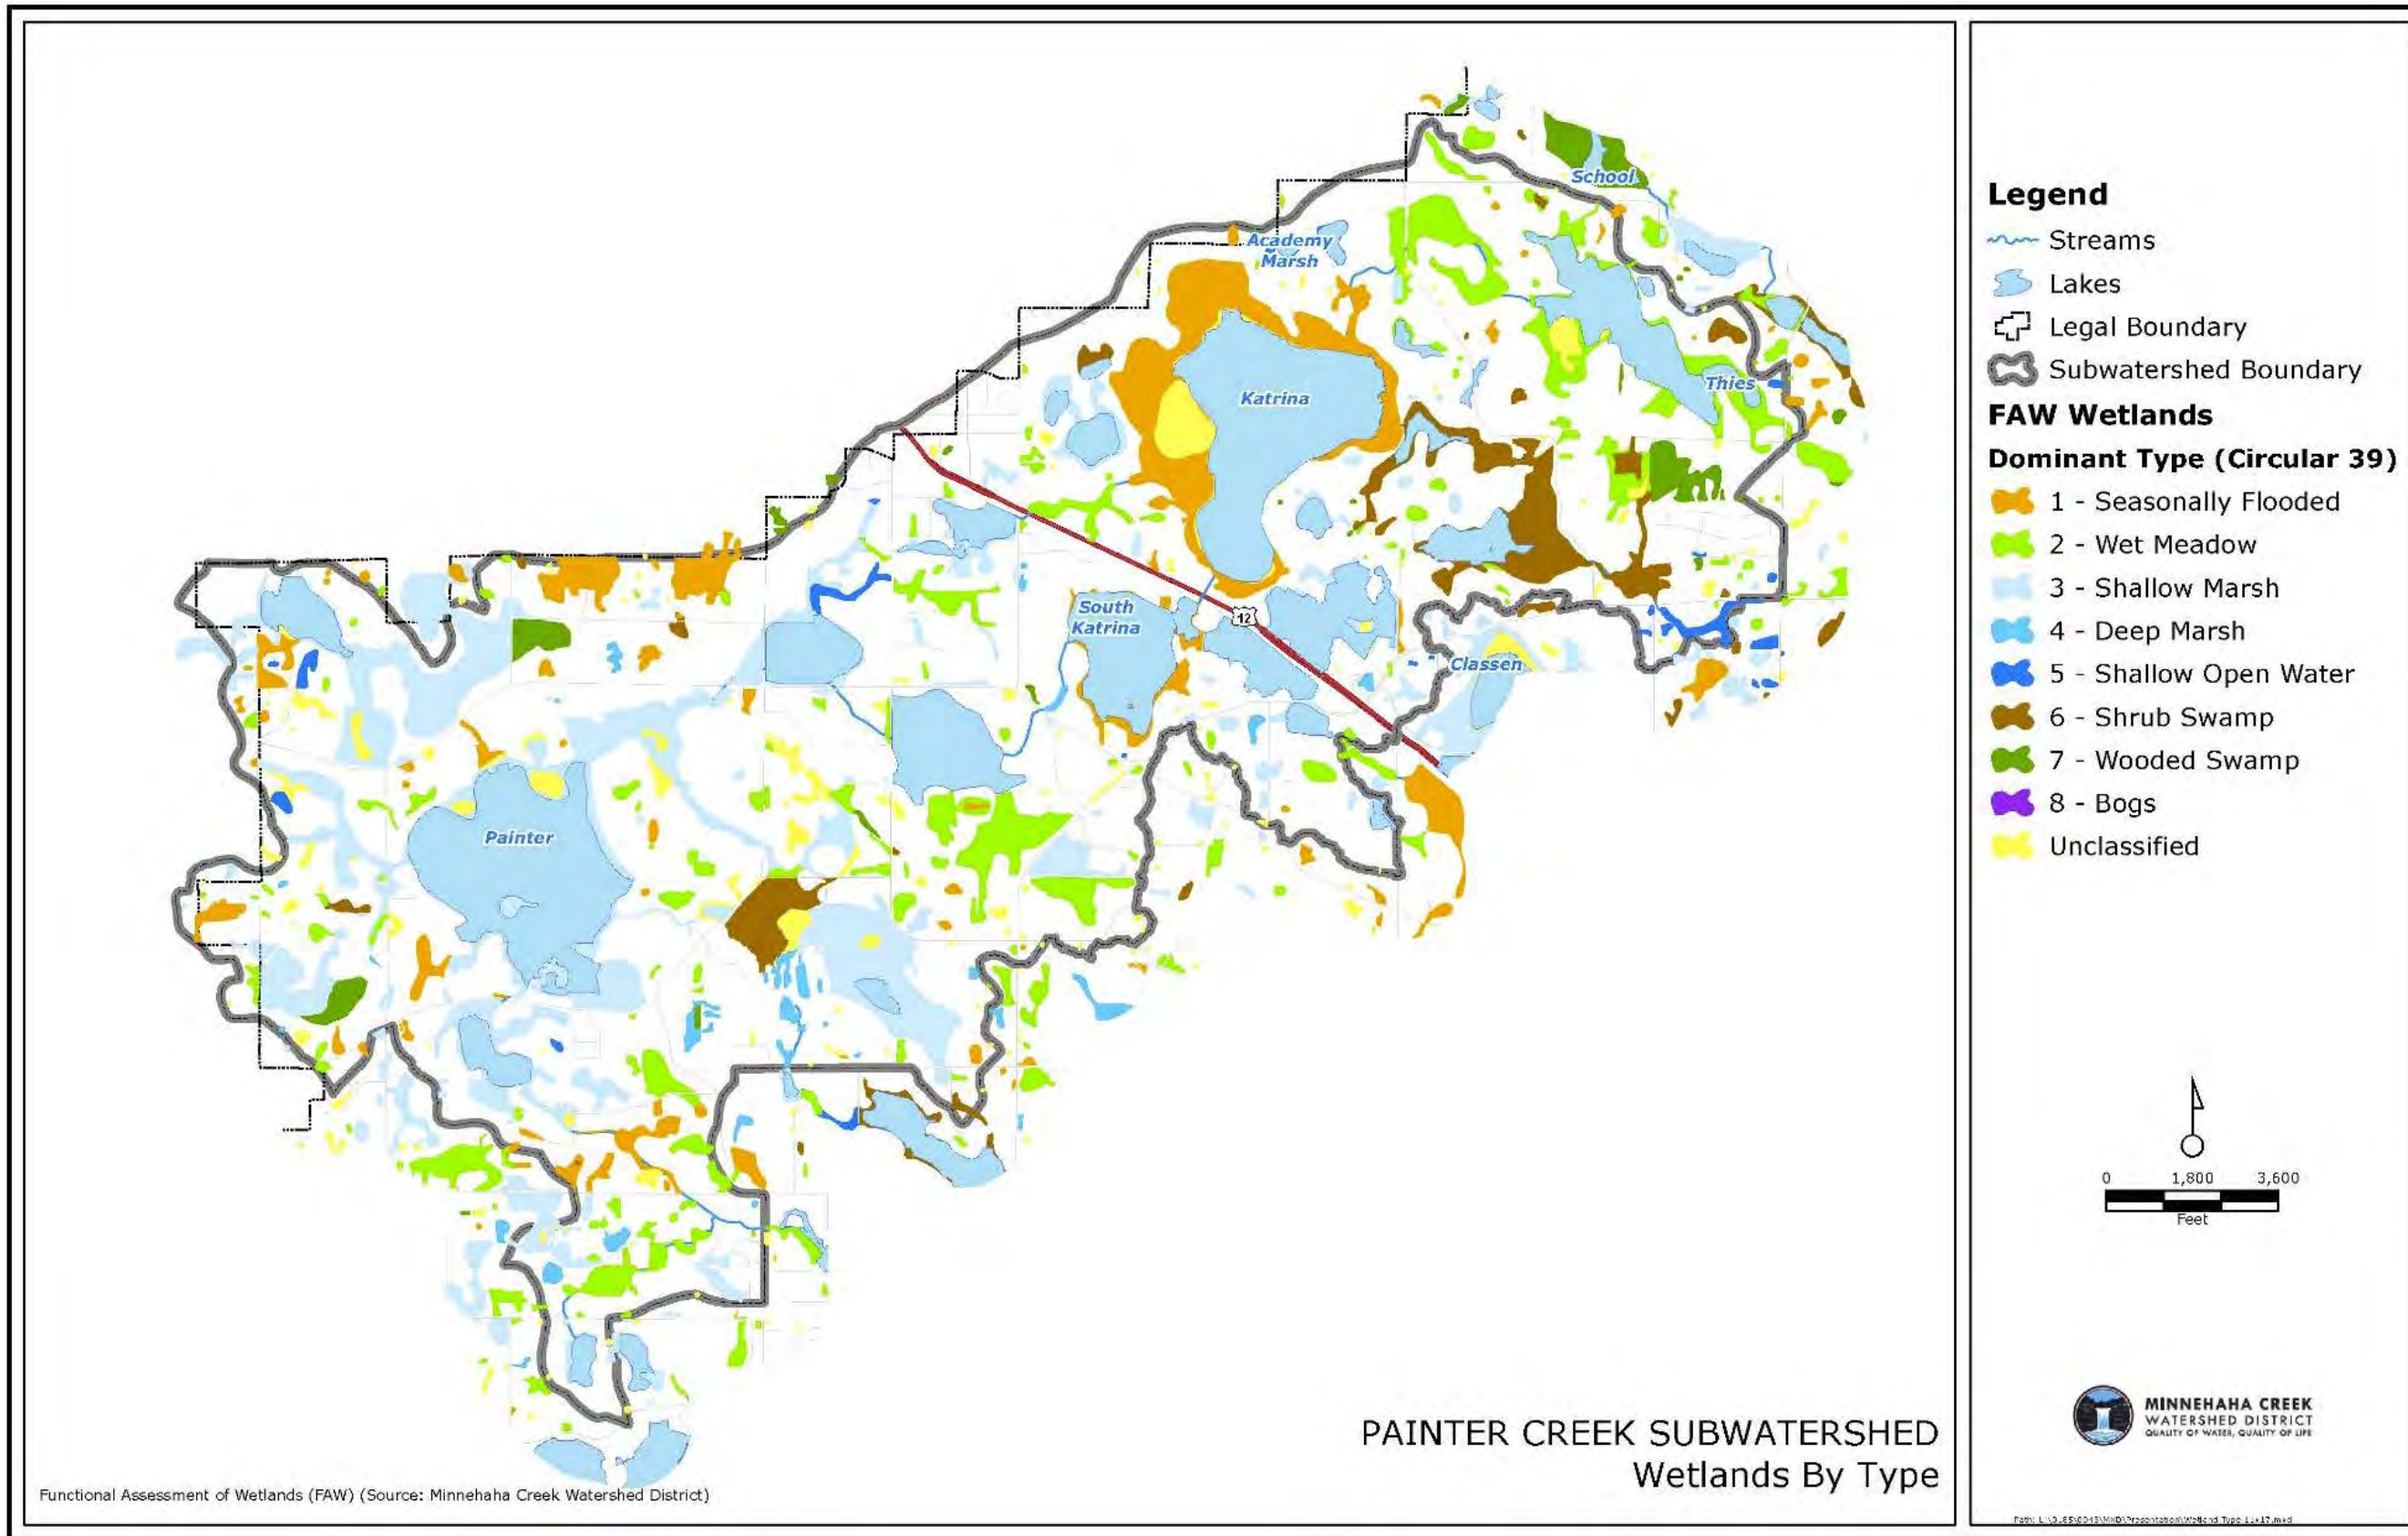 School
Academy
Marsh
Katrina
Thies
South
Katrina
12
Classen
Painter
PAINTER CREEK SUBWATERSHED
Wetlands By Type
Functional Assessment of Wetlands (FAW) (Source: Minnehaha Creek Watershed District)
Legend
Streams
Lakes
Legal Boundary
Subwatershed Boundary
FAW Wetlands
Dominant Type (Circular 39)
1 - Seasonally Flooded
2 - Wet Meadow
3 - Shallow Marsh
4 - Deep Marsh
5 - Shallow Open Water
6 - Shrub Swamp
7 - Wooded Swamp
8 - Bogs
Unclassified
0 1,800 3,600
Feet
MINNEHAHA CREEK
WATERSHED DISTRICT
QUALITY OF WATER, QUALITY OF LIFE